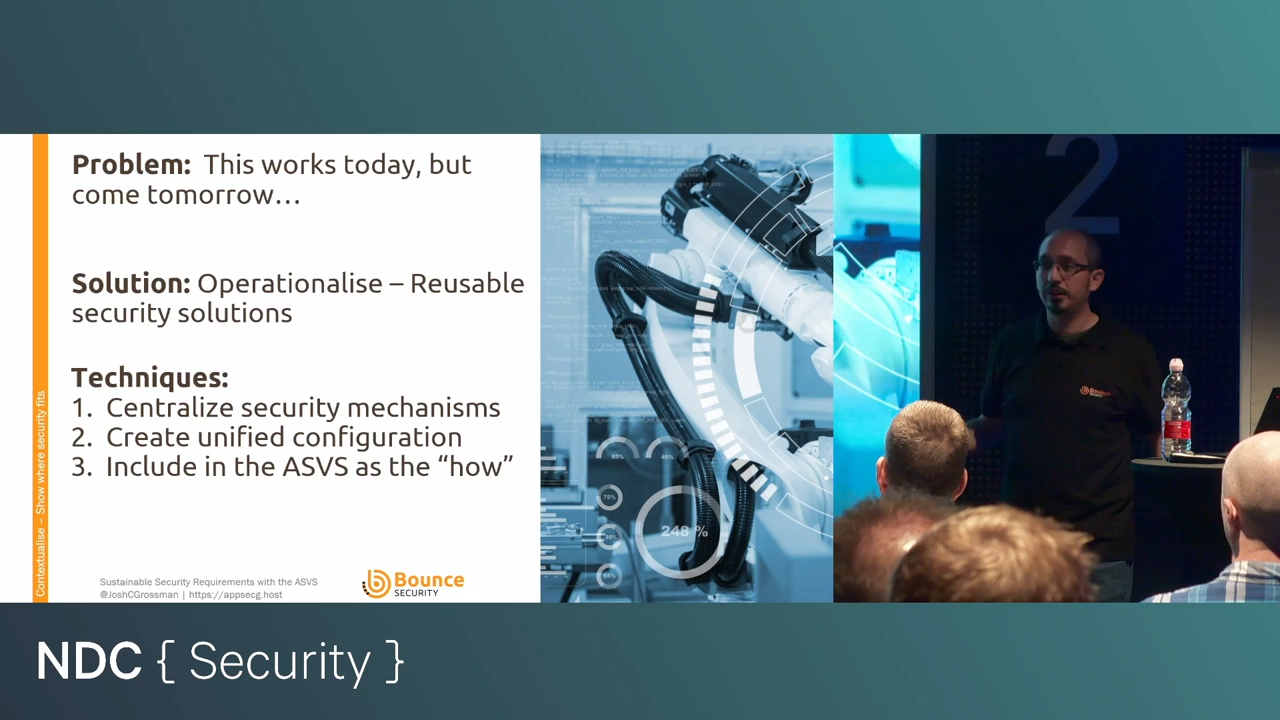 Problem: This works today, but
come tomorrow…
Solution: Operationalise – Reusable
security solutions
Techniques:
1. Centralize security mechanisms
2. Create unified configuration
3. Include in the ASVS as the “how”
Contextualise – Show where security fits
Sustainable Security Requirements with the ASVS
@JoshCGrossman | https://appsecg.host
Bounce
SECURITY
248 %
2
Bounce
NDC { Security }